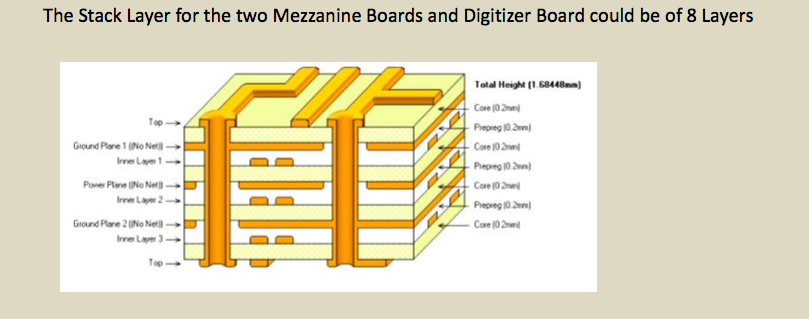 The Stack Layer for the two Mezzanine Boards and Digitizer Board could be of 8 Layers
Total Height (1.68448mm)
Core (0.2mm)
Top
Prepreg (0.2mm)
Ground Plane 1 ((No Net))
Core (0.2mm)
Inner Layer 1
Prepreg (0.2mm)
Power Plane ((No Net))
Core (0.2mm)
Inner Layer 2
Prepreg (0.2mm)
Ground Plane 2 ((No Net))
Core (0.2mm)
Inner Layer 3
Top